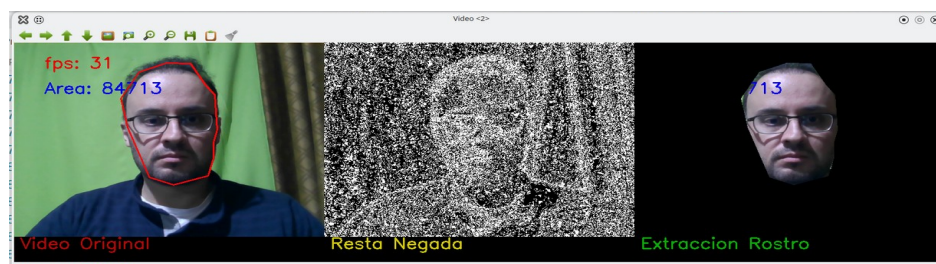 Video <2>
fps: 31
Area: 84713
713
Video Original
Resta Negada
Extraccion Rostro